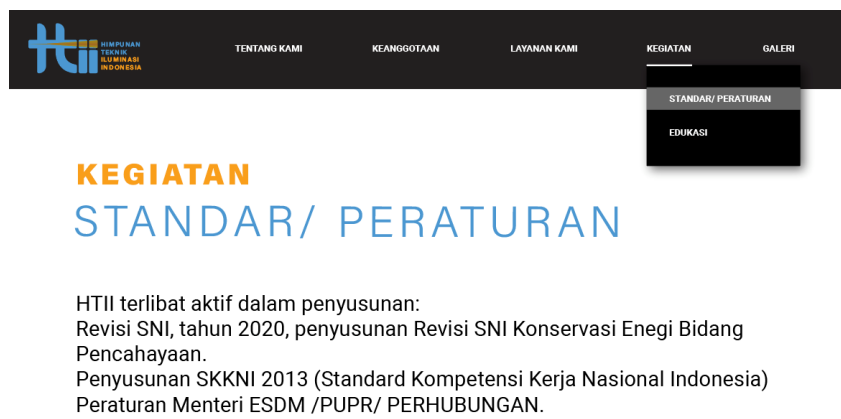 Htii
HIMPUNAN
TEKNIK
ILUMINASI
INDONESIA
TENTANG KAMI
KEANGGOTAAN
LAYANAN KAMI
KEGIATAN
GALERI
STANDAR/ PERATURAN
EDUKASI
KEGIATAN
STANDAR/ PERATURAN
HTII terlibat aktif dalam penyusunan:
Revisi SNI, tahun 2020, penyusunan Revisi SNI Konservasi Enegi Bidang
Pencahayaan.
Penyusunan SKKNI 2013 (Standard Kompetensi Kerja Nasional Indonesia)
Peraturan Menteri ESDM /PUPR/ PERHUBUNGAN.